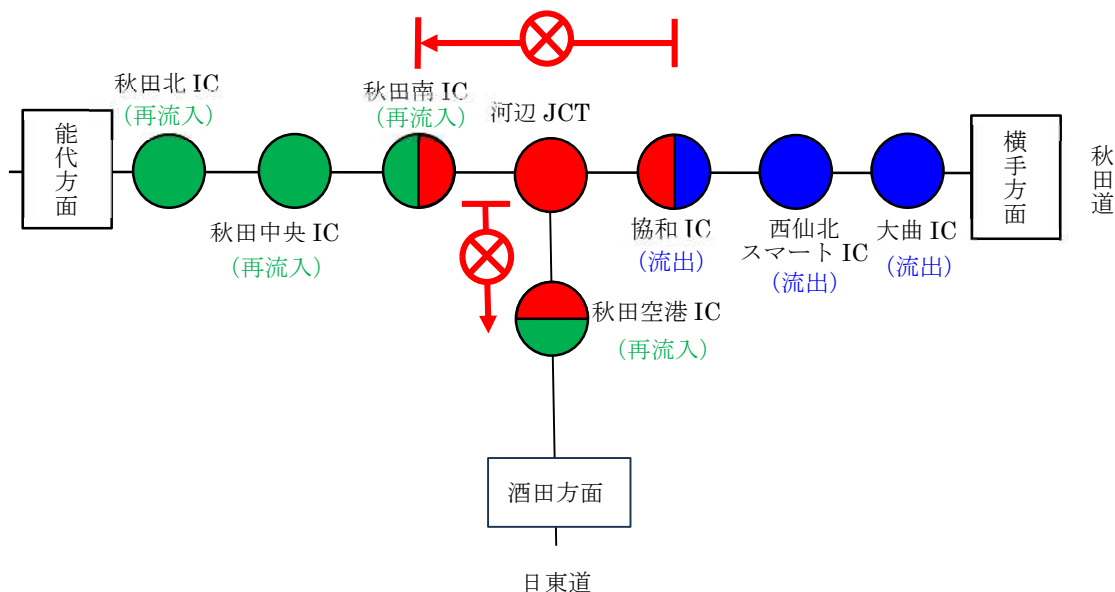 秋田北 IC
(再流入)
秋田南 IC
(再流入)
河辺 JCT
能代方面
横手方面
秋田道
秋田中央 IC
(再流入)
協和 IC
(流出)
西仙北
スマート IC
(流出)
大曲 IC
(流出)
秋田空港 IC
(再流入)
酒田方面
日東道